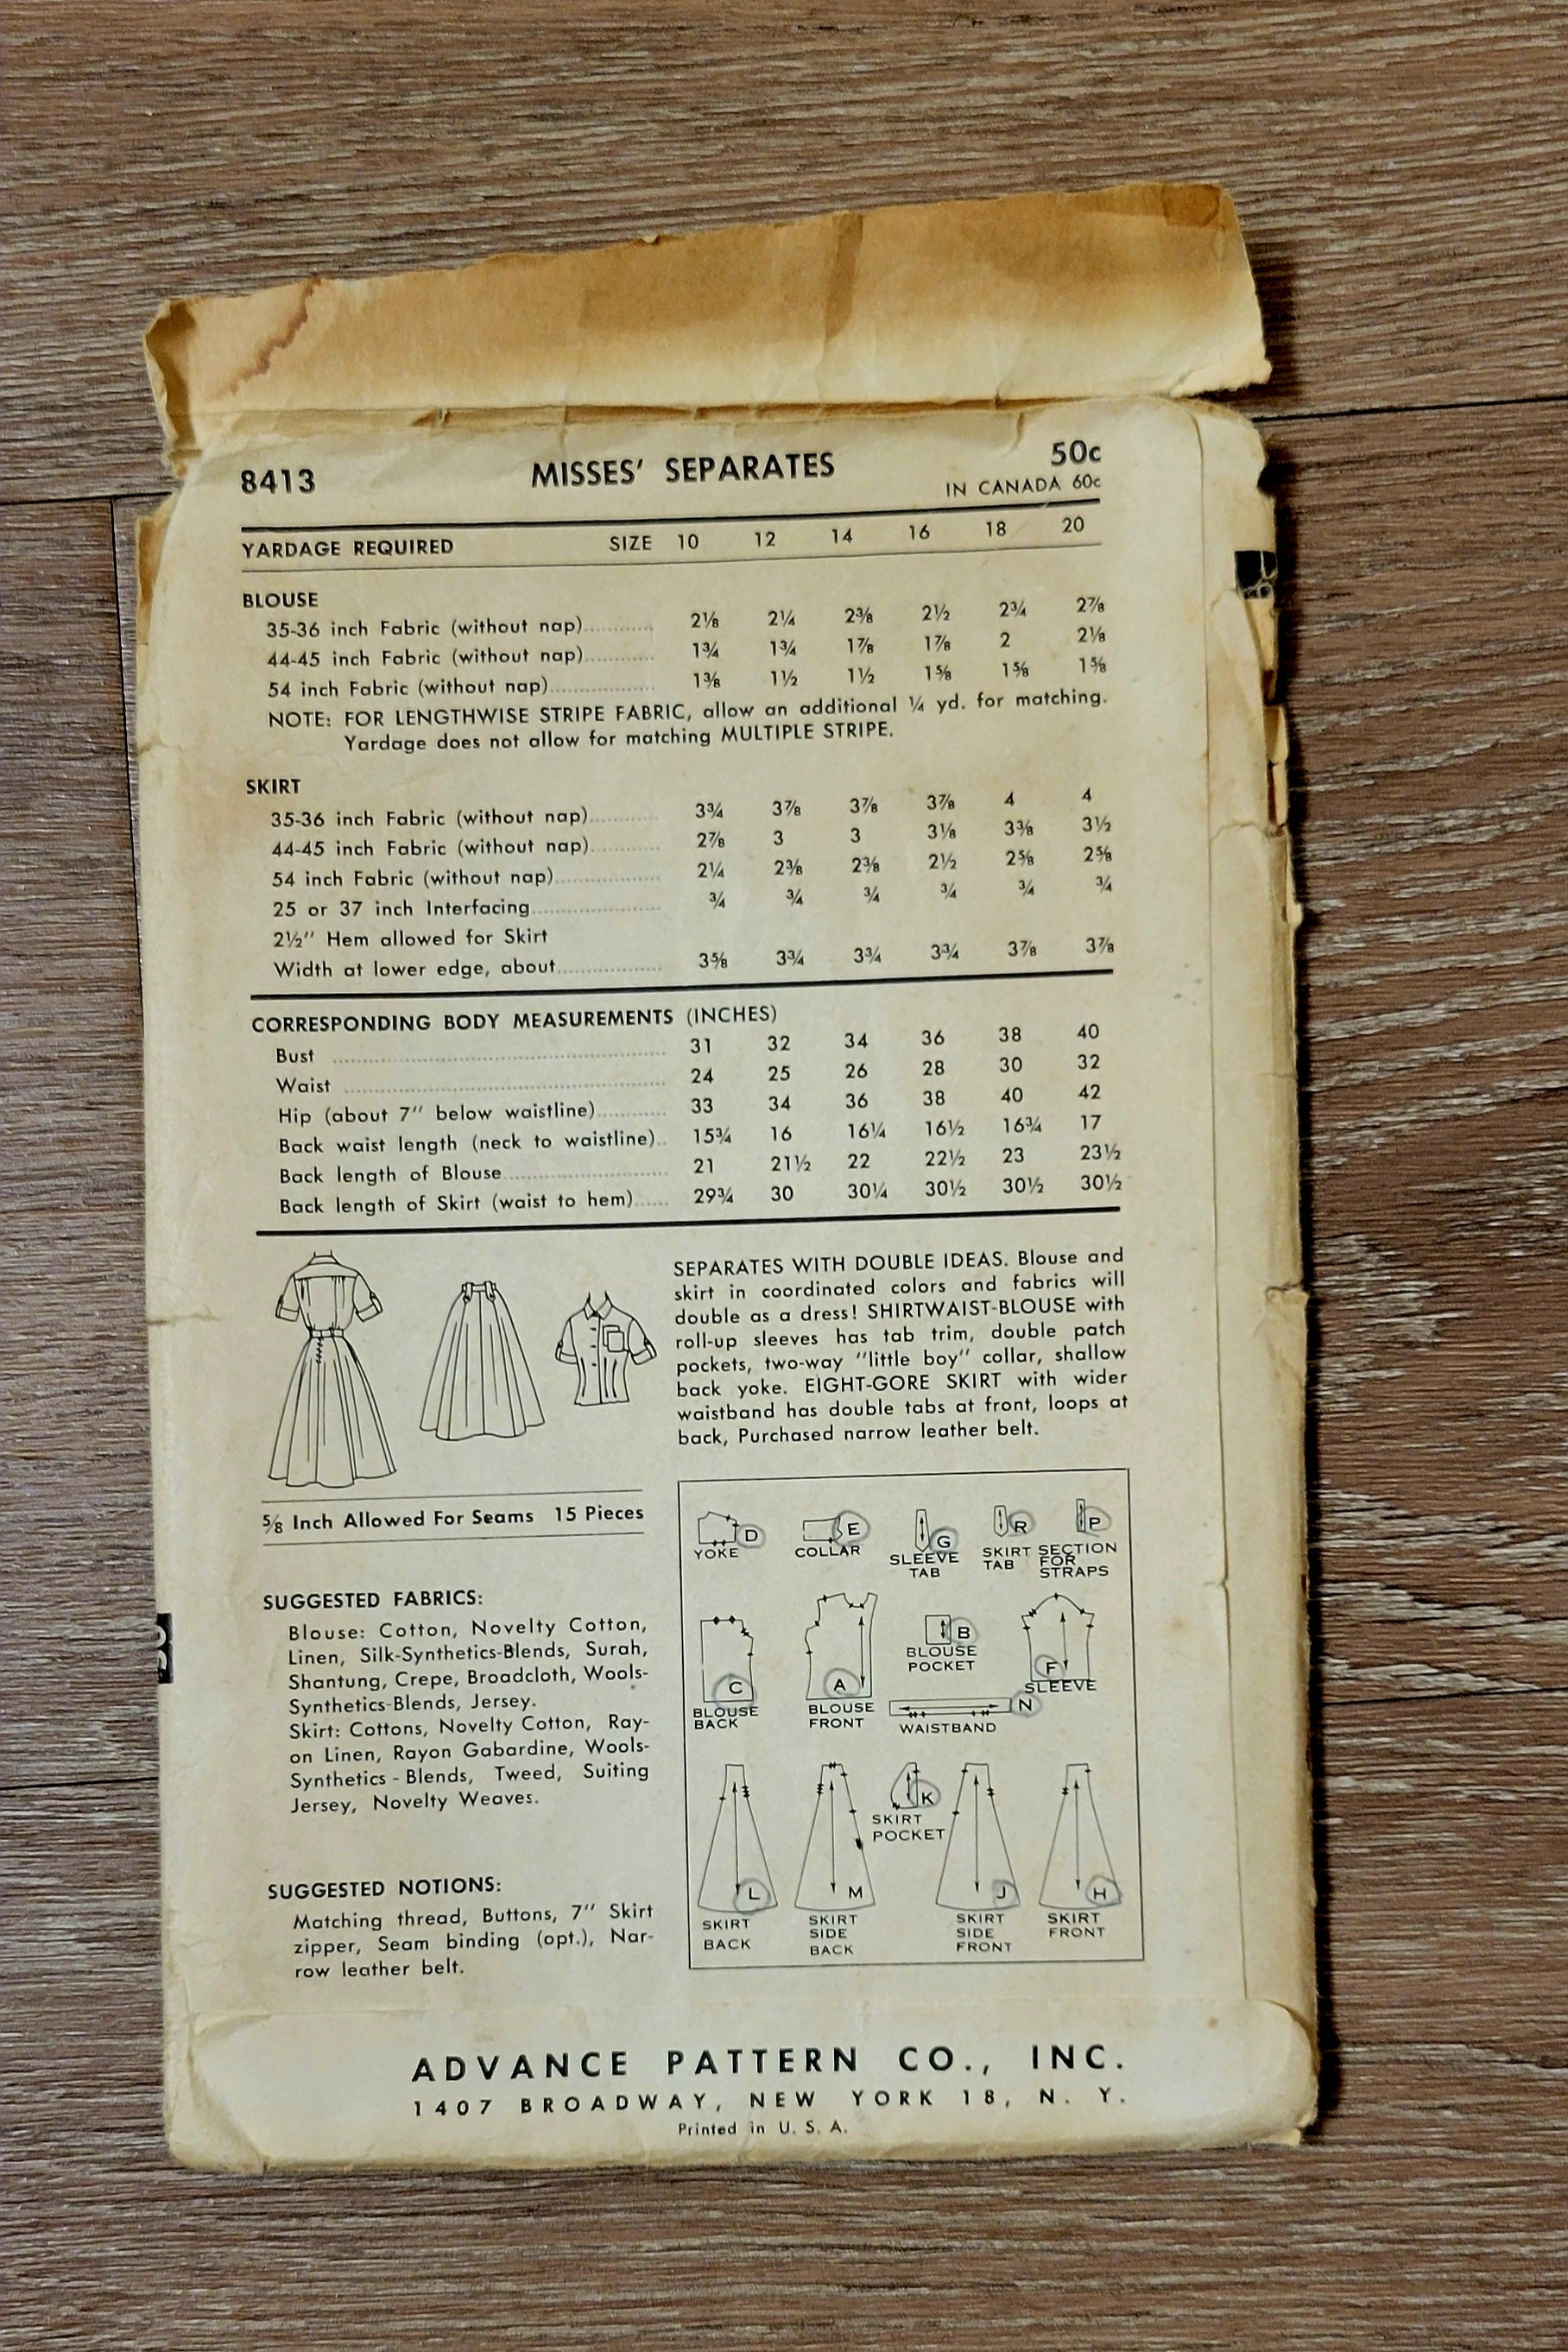 8413 MISSES' SEPARATES 50c
IN CANADA 60c
YARDAGE REQUIRED SIZE 10 12 14 16 18 20
BLOUSE
35-36 inch Fabric (without nap)............ 2⅛ 2¼ 2⅜ 2½ 2¾ 2⅞
44-45 inch Fabric (without nap)............ 1¾ 1¾ 1⅞ 1⅞ 2 2⅛
54 inch Fabric (without nap)................. 1⅜ 1½ 1½ 1⅝ 1⅝ 1⅝
NOTE: FOR LENGTHWISE STRIPE FABRIC, allow an additional ¼ yd. for matching.
Yardage does not allow for matching MULTIPLE STRIPE.
SKIRT
35-36 inch Fabric (without nap)............ 3¾ 3⅞ 3⅞ 3⅞ 4 4
44-45 inch Fabric (without nap)............ 2⅞ 3 3 3⅛ 3⅜ 3½
54 inch Fabric (without nap)................. 2¼ 2⅜ 2⅜ 2½ 2⅝ 2⅝
25 or 37 inch Interfacing..................... ¾ ¾ ¾ ¾ ¾ ¾
2½" Hem allowed for Skirt
Width at lower edge, about................. 3⅝ 3¾ 3¾ 3¾ 3⅞ 3⅞
CORRESPONDING BODY MEASUREMENTS (INCHES)
Bust ..................................................... 31 32 34 36 38 40
Waist ................................................... 24 25 26 28 30 32
Hip (about 7" below waistline)............ 33 34 36 38 40 42
Back waist length (neck to waistline).. 15¾ 16 16¼ 16½ 16¾ 17
Back length of Blouse........................... 21 21½ 22 22½ 23 23½
Back length of Skirt (waist to hem)...... 29¾ 30 30¼ 30½ 30½ 30½
SEPARATES WITH DOUBLE IDEAS. Blouse and
skirt in coordinated colors and fabrics will
double as a dress! SHIRTWAIST-BLOUSE with
roll-up sleeves has tab trim, double patch
pockets, two-way "little boy" collar, shallow
back yoke. EIGHT-GORE SKIRT with wider
waistband has double tabs at front, loops at
back, Purchased narrow leather belt.
⅝ Inch Allowed For Seams 15 Pieces
SUGGESTED FABRICS:
Blouse: Cotton, Novelty Cotton,
Linen, Silk-Synthetics-Blends, Surah,
Shantung, Crepe, Broadcloth, Wools-
Synthetics-Blends, Jersey.
Skirt: Cottons, Novelty Cotton, Ray-
on Linen, Rayon Gabardine, Wools-
Synthetics - Blends, Tweed, Suiting
Jersey, Novelty Weaves.
SUGGESTED NOTIONS:
Matching thread, Buttons, 7" Skirt
zipper, Seam binding (opt.), Nar-
row leather belt.
D E G R P
YOKE COLLAR SLEEVE TAB SKIRT TAB SECTION FOR STRAPS
C A B F
BLOUSE BACK BLOUSE FRONT BLOUSE POCKET SLEEVE
N
WAISTBAND
K
SKIRT POCKET
L M J H
SKIRT BACK SKIRT SIDE BACK SKIRT SIDE FRONT SKIRT FRONT
ADVANCE PATTERN CO., INC.
1407 BROADWAY, NEW YORK 18, N. Y.
Printed in U. S. A.